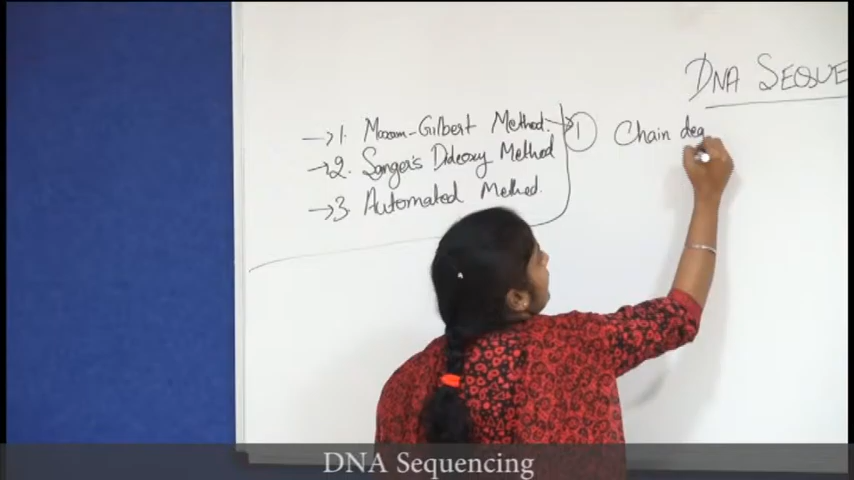 DNA SEQUE
→ 1. Maxam-Gilbert Method. → ① Chain deg
→ 2. Sanger's Dideoxy Method
→ 3. Automated Method.
DNA Sequencing